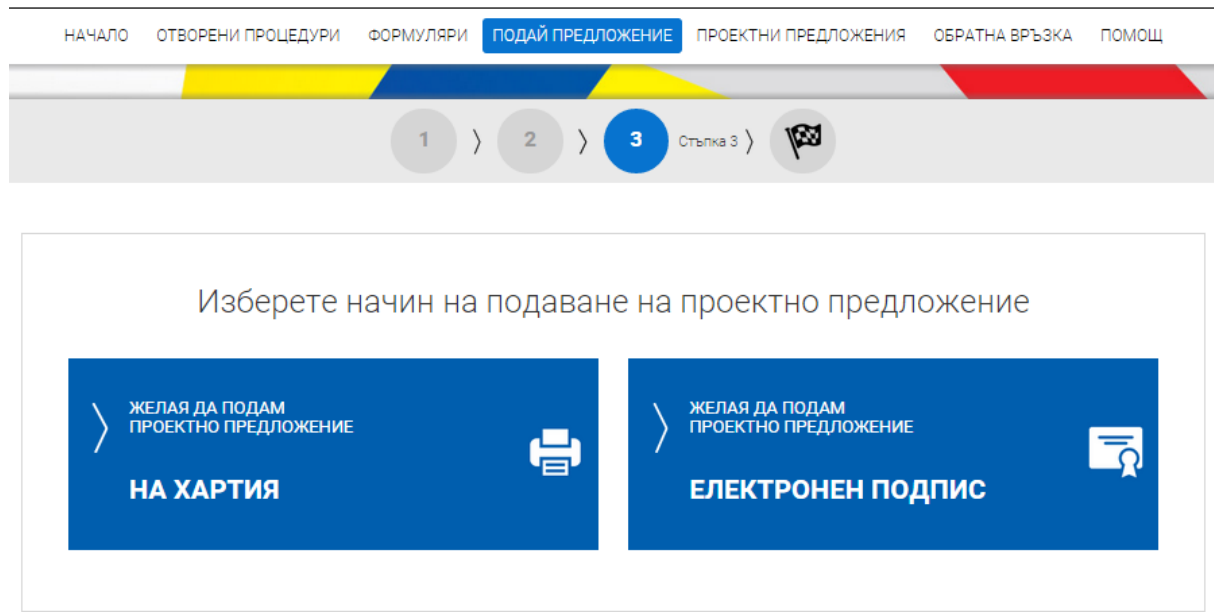 НАЧАЛО ОТВОРЕНИ ПРОЦЕДУРИ ФОРМУЛЯРИ ПОДАЙ ПРЕДЛОЖЕНИЕ ПРОЕКТНИ ПРЕДЛОЖЕНИЯ ОБРАТНА ВРЪЗКА ПОМОЩ
1 2 3 Стъпка 3
Изберете начин на подаване на проектно предложение
ЖЕЛАЯ ДА ПОДАМ
ПРОЕКТНО ПРЕДЛОЖЕНИЕ
НА ХАРТИЯ
ЖЕЛАЯ ДА ПОДАМ
ПРОЕКТНО ПРЕДЛОЖЕНИЕ
ЕЛЕКТРОНЕН ПОДПИС